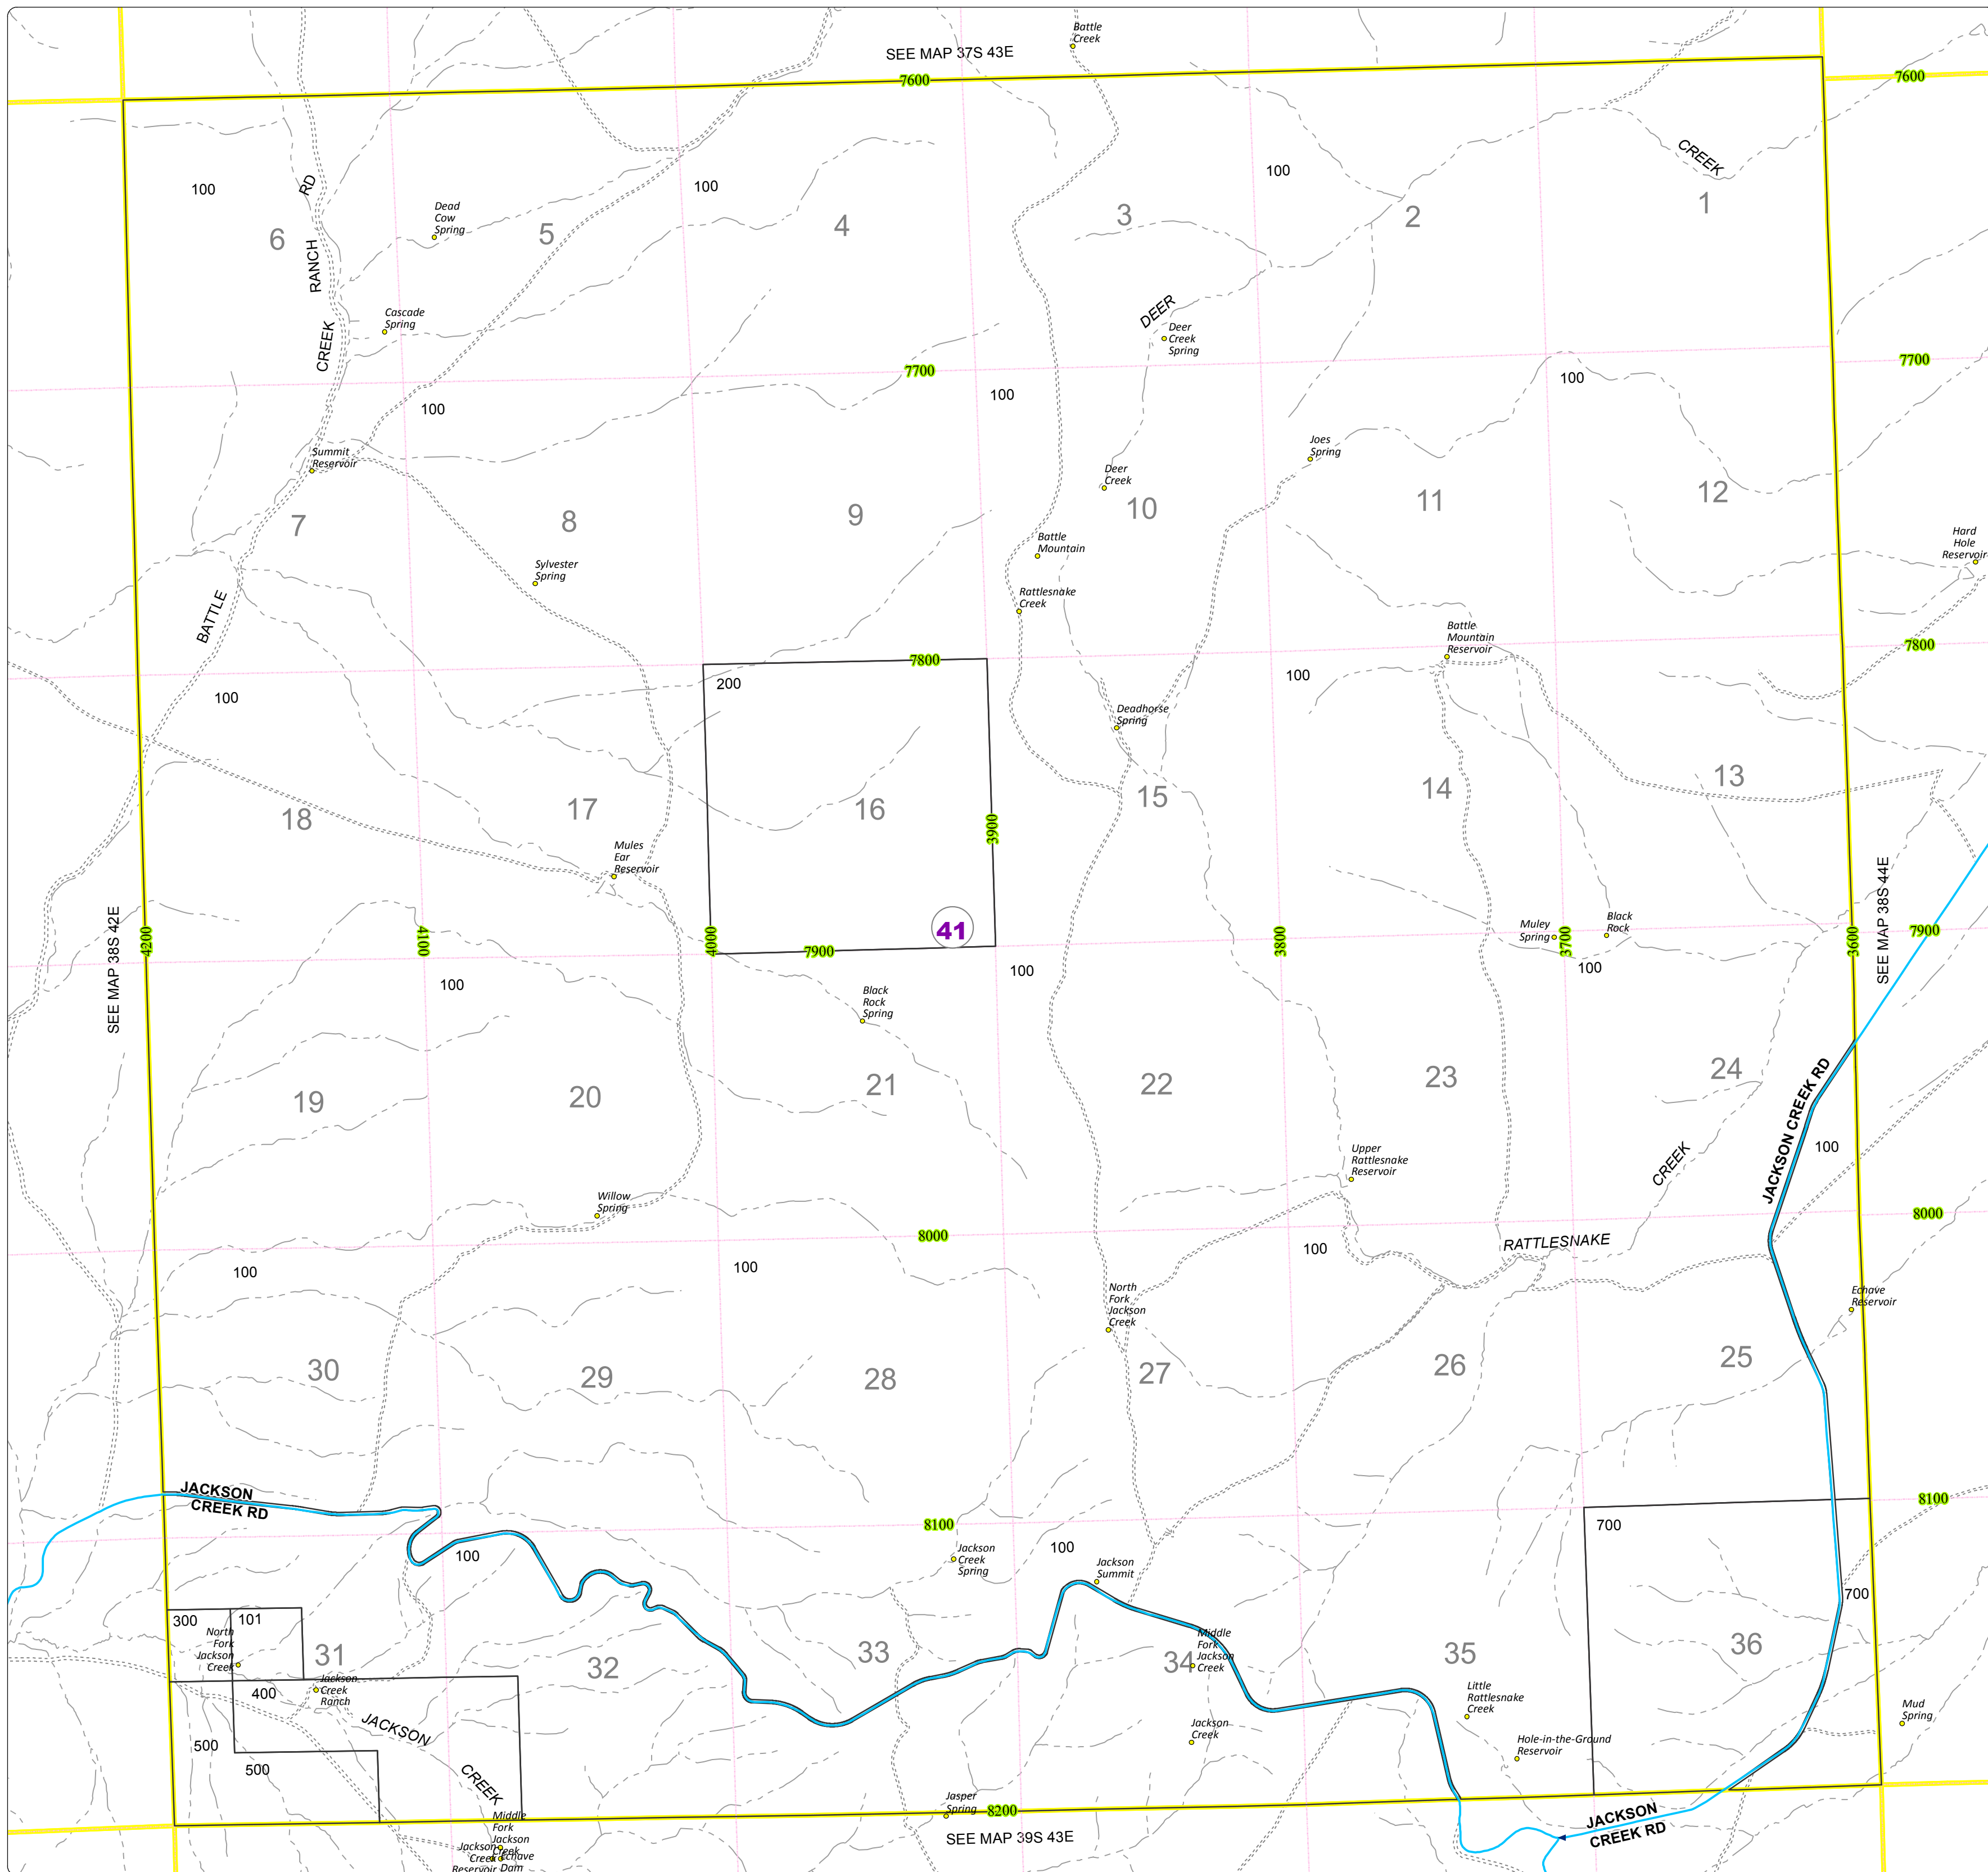 Battle
Creek
SEE MAP 37S 43E
7600
7600
CREEK
100
RD
Dead
Cow
Spring
100
100
6
5
4
3
2
1
RANCH
Cascade
Spring
CREEK
DEER
Deer
Creek
Spring
7700
7700
100
100
100
Summit
Reservoir
Joes
Spring
Deer
Creek
7
8
9
10
11
12
Battle
Mountain
Hard
Hole
Reservoir
Sylvester
Spring
Rattlesnake
Creek
BATTLE
Battle
Mountain
Reservoir
7800
7800
100
200
100
Deadhorse
Spring
18
17
16
15
14
13
3900
Mules
Ear
Reservoir
SEE MAP 38S 42E
4200
4100
4000
7900
41
3800
Muley
Spring
3700
Black
Rock
3600
SEE MAP 38S 44E
7900
100
100
100
Black
Rock
Spring
19
20
21
22
23
24
JACKSON CREEK RD
100
Upper
Rattlesnake
Reservoir
CREEK
Willow
Spring
8000
8000
RATTLESNAKE
100
100
100
North
Fork
Jackson
Creek
Echave
Reservoir
30
29
28
27
26
25
JACKSON
CREEK RD
8100
8100
100
100
700
Jackson
Creek
Spring
Jackson
Summit
700
300
101
North
Fork
Jackson
Creek
31
32
33
34
35
36
Middle
Fork
Jackson
Creek
Jackson
Creek
Ranch
400
JACKSON
500
500
CREEK
Little
Rattlesnake
Creek
Jackson
Creek
Hole-in-the-Ground
Reservoir
Mud
Spring
Jasper
Spring
8200
SEE MAP 39S 43E
JACKSON
CREEK RD
Middle
Fork
Jackson
Creek
Jackson
Creek
Reservoir
Echave
Dam